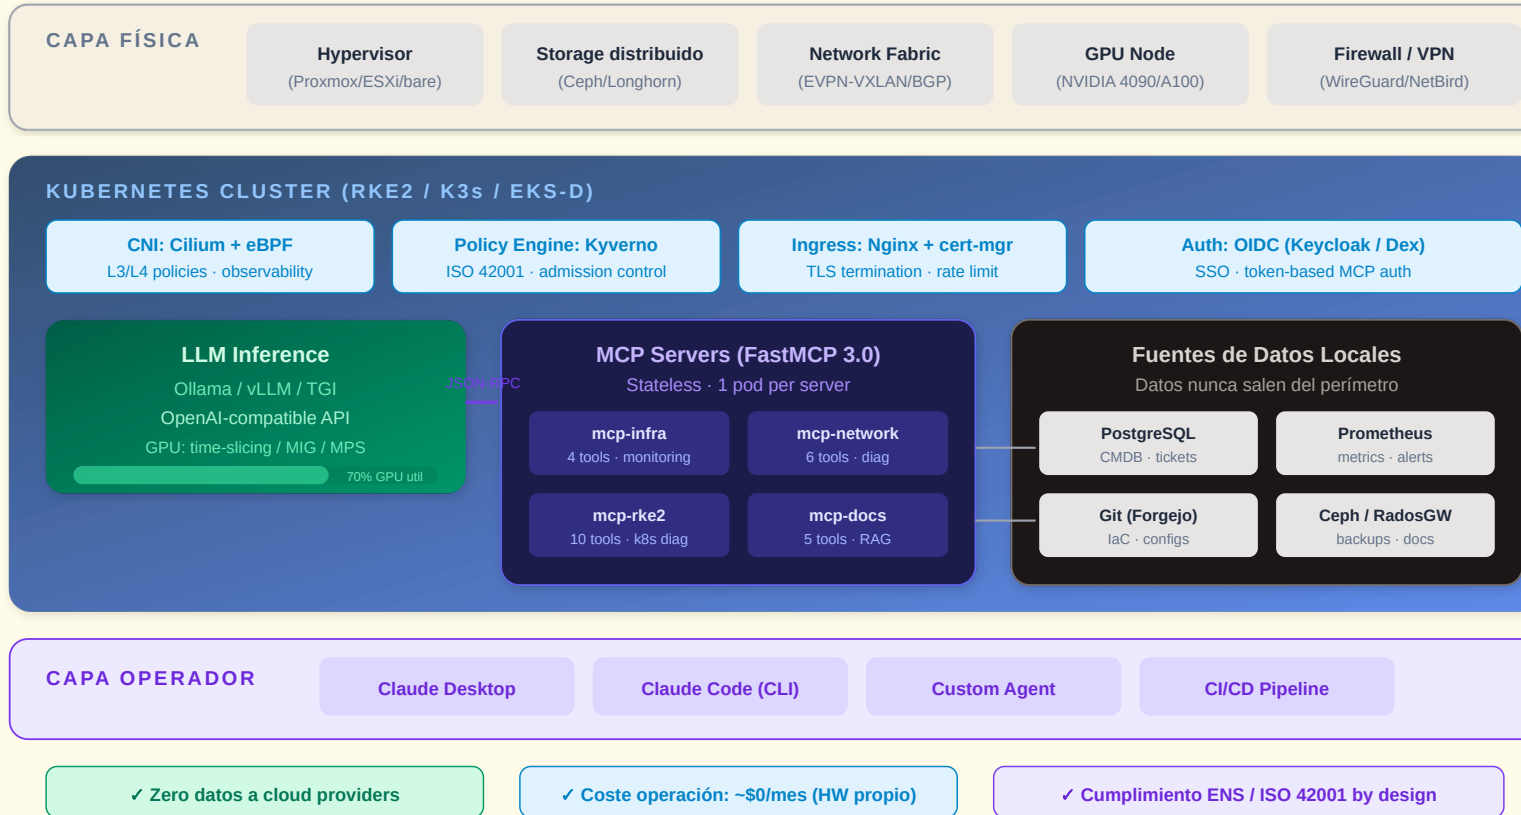 CAPA FÍSICA
Hypervisor
(Proxmox/ESXi/bare)
Storage distribuido
(Ceph/Longhorn)
Network Fabric
(EVPN-VXLAN/BGP)
GPU Node
(NVIDIA 4090/A100)
Firewall / VPN
(WireGuard/NetBird)
KUBERNETES CLUSTER (RKE2 / K3s / EKS-D)
CNI: Cilium + eBPF
L3/L4 policies · observability
Policy Engine: Kyverno
ISO 42001 · admission control
Ingress: Nginx + cert-mgr
TLS termination · rate limit
Auth: OIDC (Keycloak / Dex)
SSO · token-based MCP auth
LLM Inference
Ollama / vLLM / TGI
OpenAI-compatible API
GPU: time-slicing / MIG / MPS
70% GPU util
MCP Servers (FastMCP 3.0)
Stateless · 1 pod per server
mcp-infra
4 tools · monitoring
mcp-network
6 tools · diag
mcp-rke2
10 tools · k8s diag
mcp-docs
5 tools · RAG
Fuentes de Datos Locales
Datos nunca salen del perímetro
PostgreSQL
CMDB · tickets
Prometheus
metrics · alerts
Git (Forgejo)
IaC · configs
Ceph / RadosGW
backups · docs
CAPA OPERADOR
Claude Desktop
Claude Code (CLI)
Custom Agent
CI/CD Pipeline
✓ Zero datos a cloud providers
✓ Coste operación: ~$0/mes (HW propio)
✓ Cumplimiento ENS / ISO 42001 by design